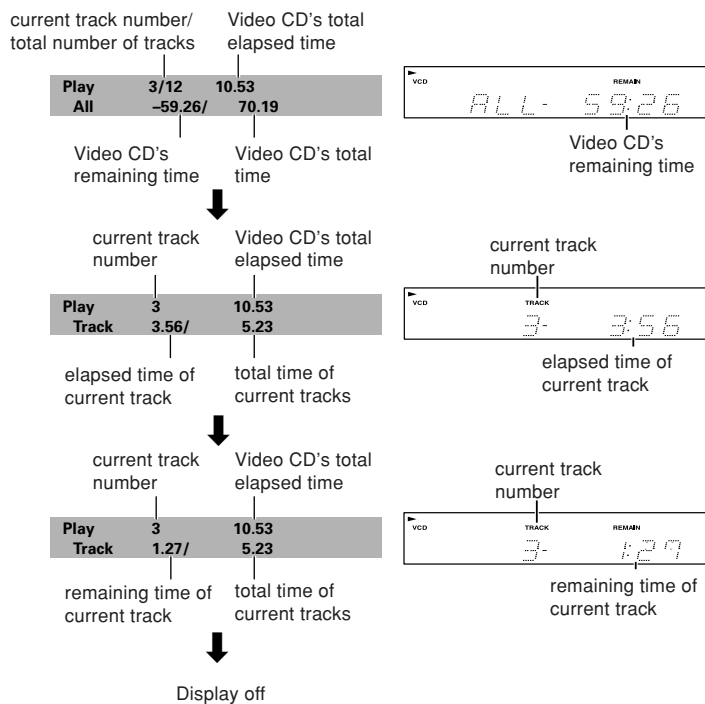 current track number/
total number of tracks
Video CD's total
elapsed time
Play 3/12 10.53
All –59.26/ 70.19
VCD REMAIN
ALL- 59:26
Video CD's
remaining time
Video CD's total
time
Video CD's
remaining time
current track
number
Video CD's total
elapsed time
current track
number
Play 3 10.53
Track 3.56/ 5.23
VCD TRACK
3- 3:56
elapsed time of
current track
total time of
current tracks
elapsed time of
current track
current track
number
Video CD's total
elapsed time
current track
number
Play 3 10.53
Track 1.27/ 5.23
VCD TRACK REMAIN
3- 1:27
remaining time of
current track
total time of
current tracks
remaining time of
current track
Display off